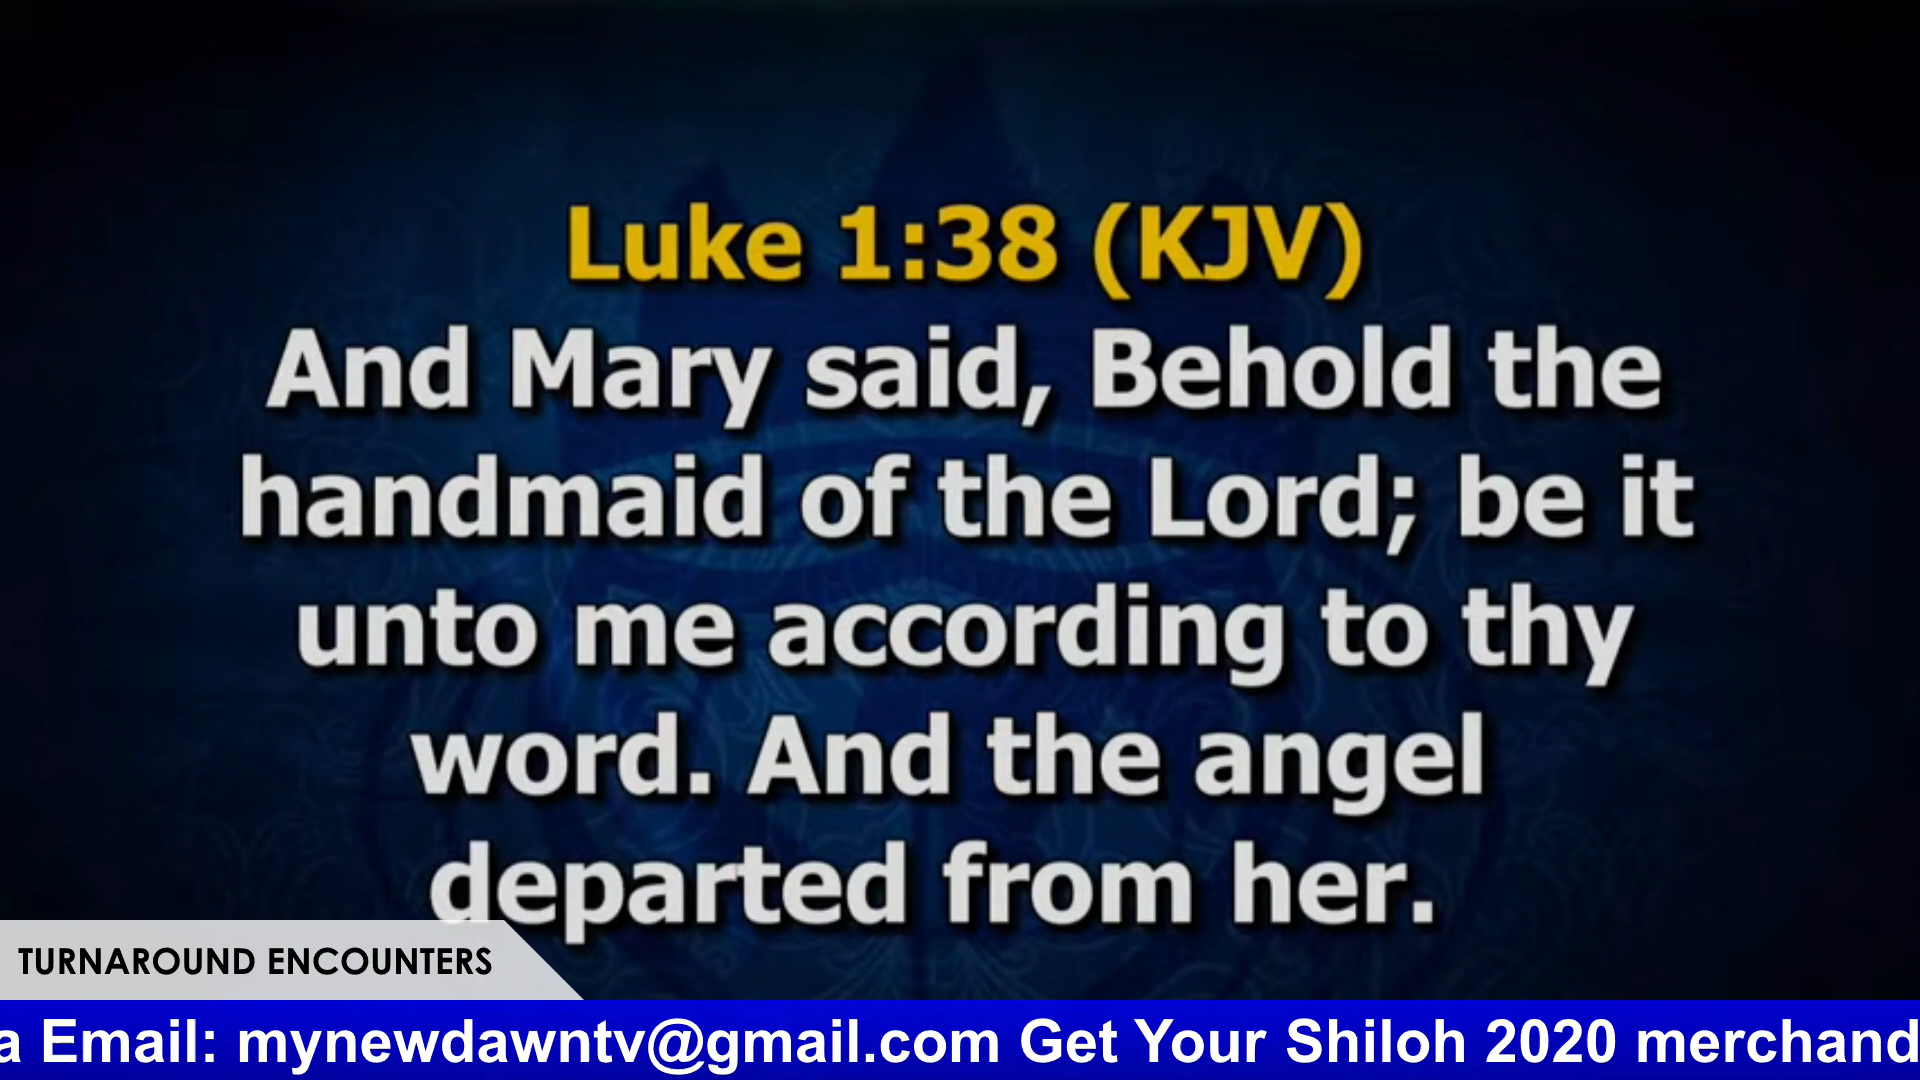 Luke 1:38 (KJV)
And Mary said, Behold the
handmaid of the Lord; be it
unto me according to thy
word. And the angel
departed from her.
TURNAROUND ENCOUNTERS
a Email: mynewdawntv@gmail.com Get Your Shiloh 2020 merchand